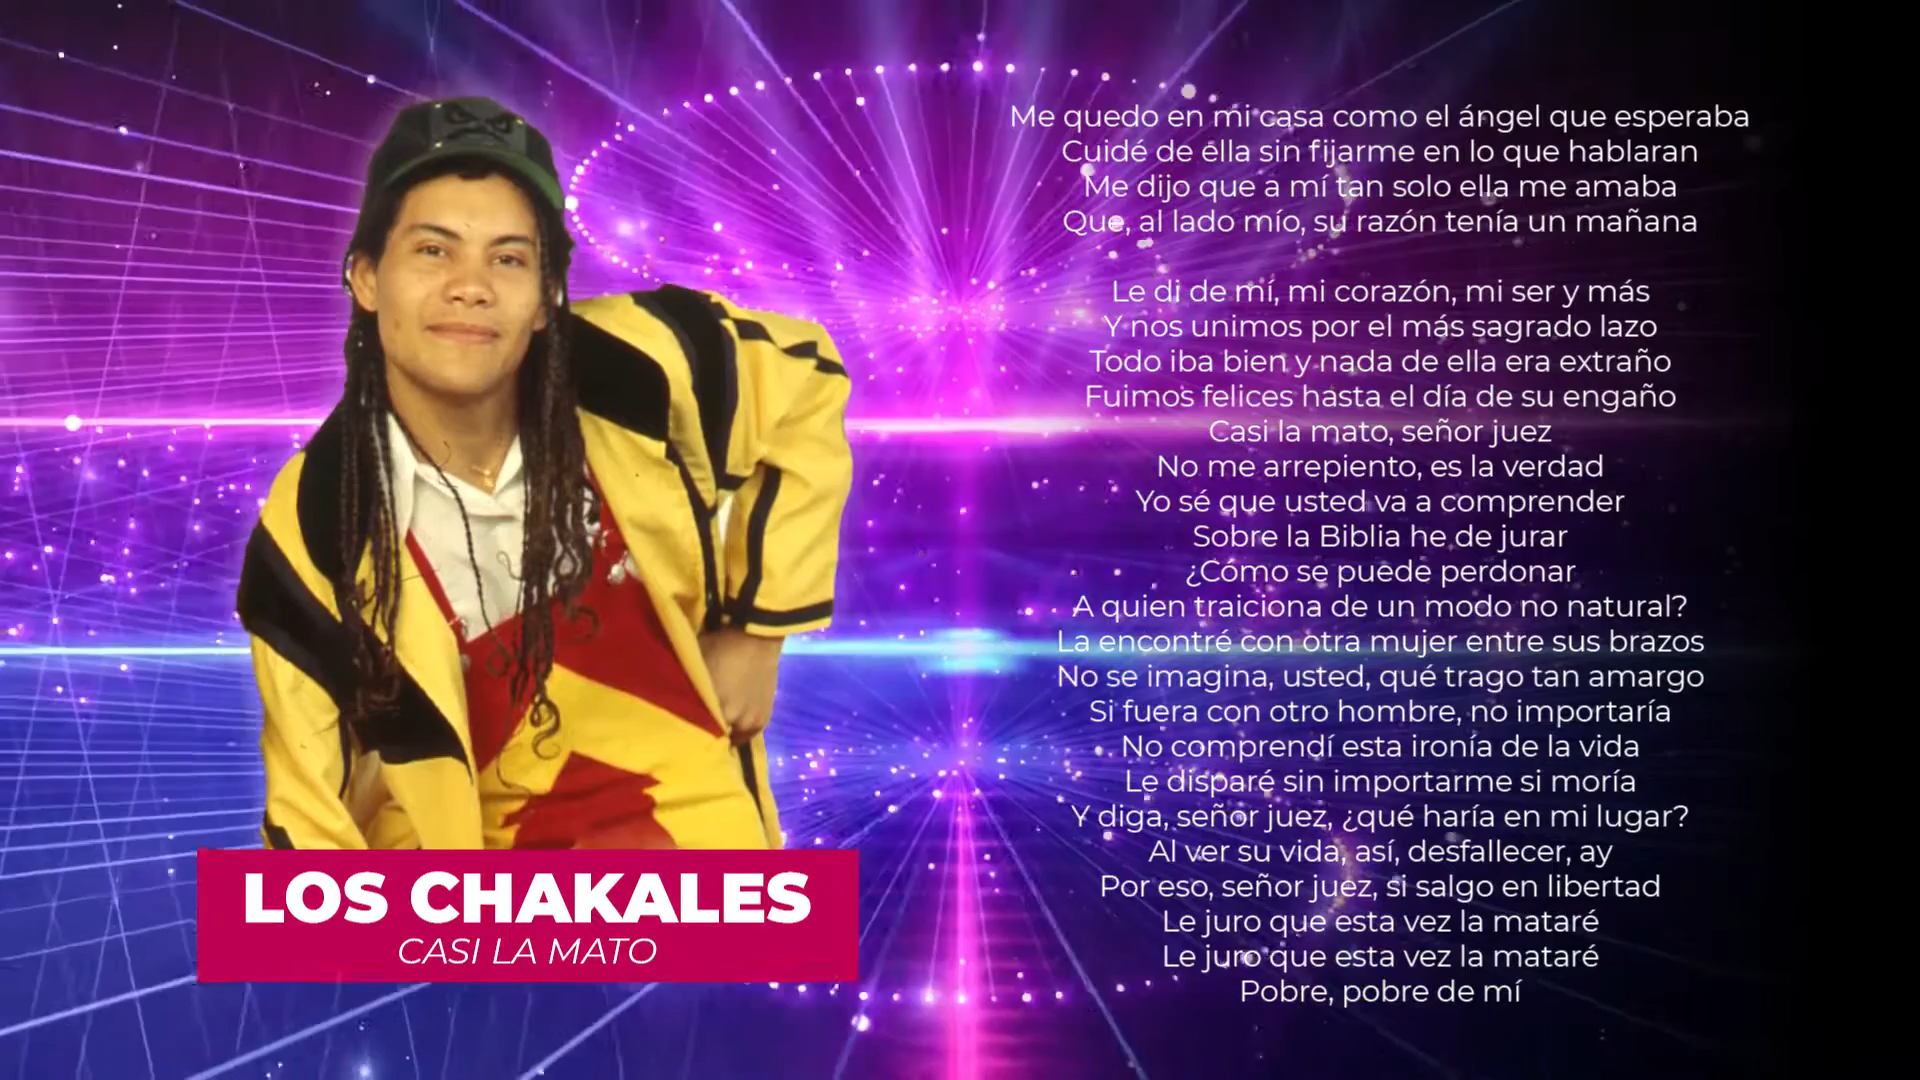 Me quedo en mi casa como el ángel que esperaba
Cuidé de ella sin fijarme en lo que hablaran
Me dijo que a mí tan solo ella me amaba
Que, al lado mío, su razón tenía un mañana
Le di de mí, mi corazón, mi ser y más
Y nos unimos por el más sagrado lazo
Todo iba bien y nada de ella era extraño
Fuimos felices hasta el día de su engaño
Casi la mato, señor juez
No me arrepiento, es la verdad
Yo sé que usted va a comprender
Sobre la Biblia he de jurar
¿Cómo se puede perdonar
A quien traiciona de un modo no natural?
La encontré con otra mujer entre sus brazos
No se imagina, usted, qué trago tan amargo
Si fuera con otro hombre, no importaría
No comprendí esta ironía de la vida
Le disparé sin importarme si moría
Y diga, señor juez, ¿qué haría en mi lugar?
Al ver su vida, así, desfallecer, ay
Por eso, señor juez, si salgo en libertad
Le juro que esta vez la mataré
Le juro que esta vez la mataré
Pobre, pobre de mí
LOS CHAKALES
CASI LA MATO